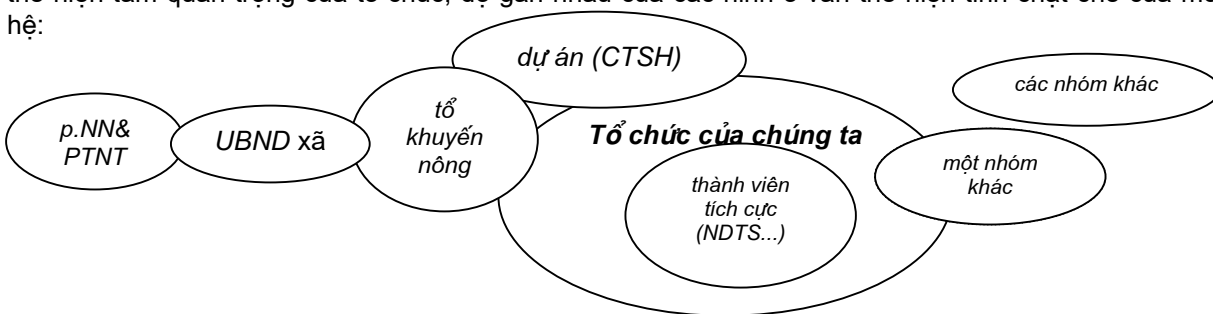 thể hiện tầm quan trọng của tổ chức, độ gần nhau của các hình ô van thể hiện tính chặt chẽ của
hệ:
dự án (CTSH)
các nhóm khác
p.NN&
PTNT
UBND xã
tổ
khuyến
nông
Tổ chức của chúng ta
một nhóm
khác
thành viên
tích cực
(NDTS...)